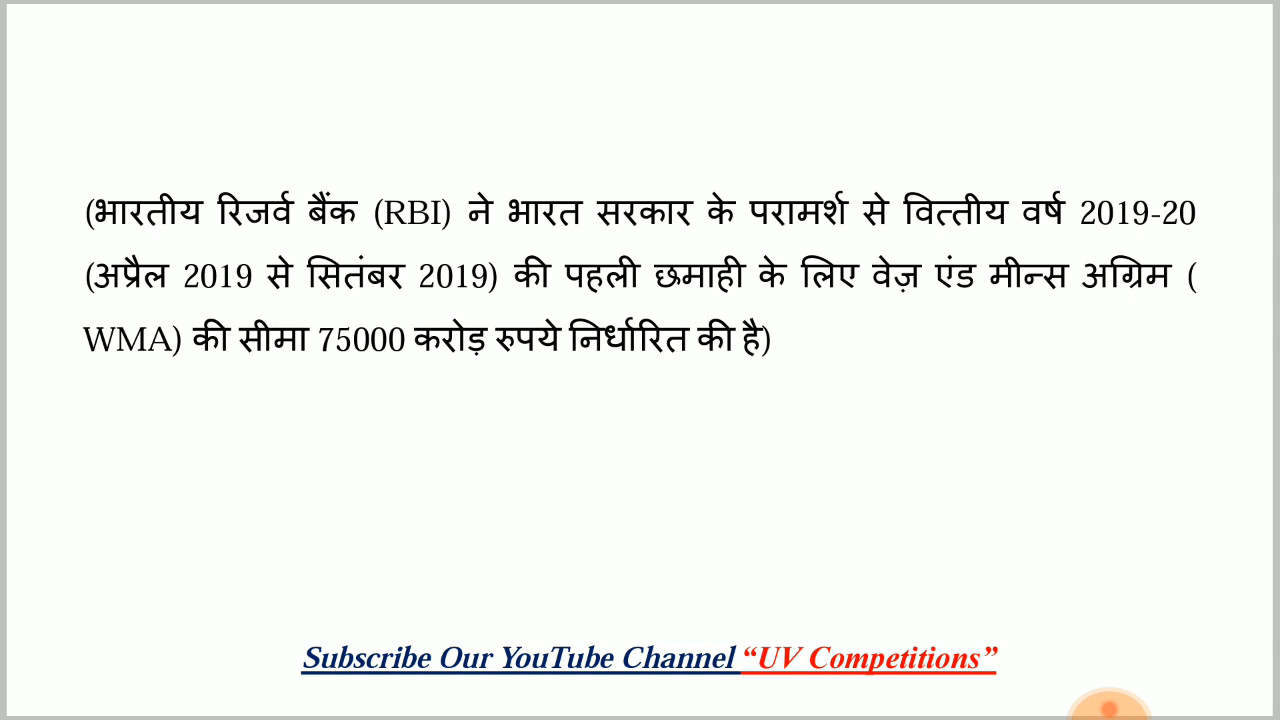 (भारतीय रिजर्व बैंक (RBI) ने भारत सरकार के परामर्श से वित्तीय वर्ष 2019-20
(अप्रैल 2019 से सितंबर 2019) की पहली छमाही के लिए वेज़ एंड मीन्स अग्रिम (
WMA) की सीमा 75000 करोड़ रुपये निर्धारित की है)
Subscribe Our YouTube Channel “UV Competitions”